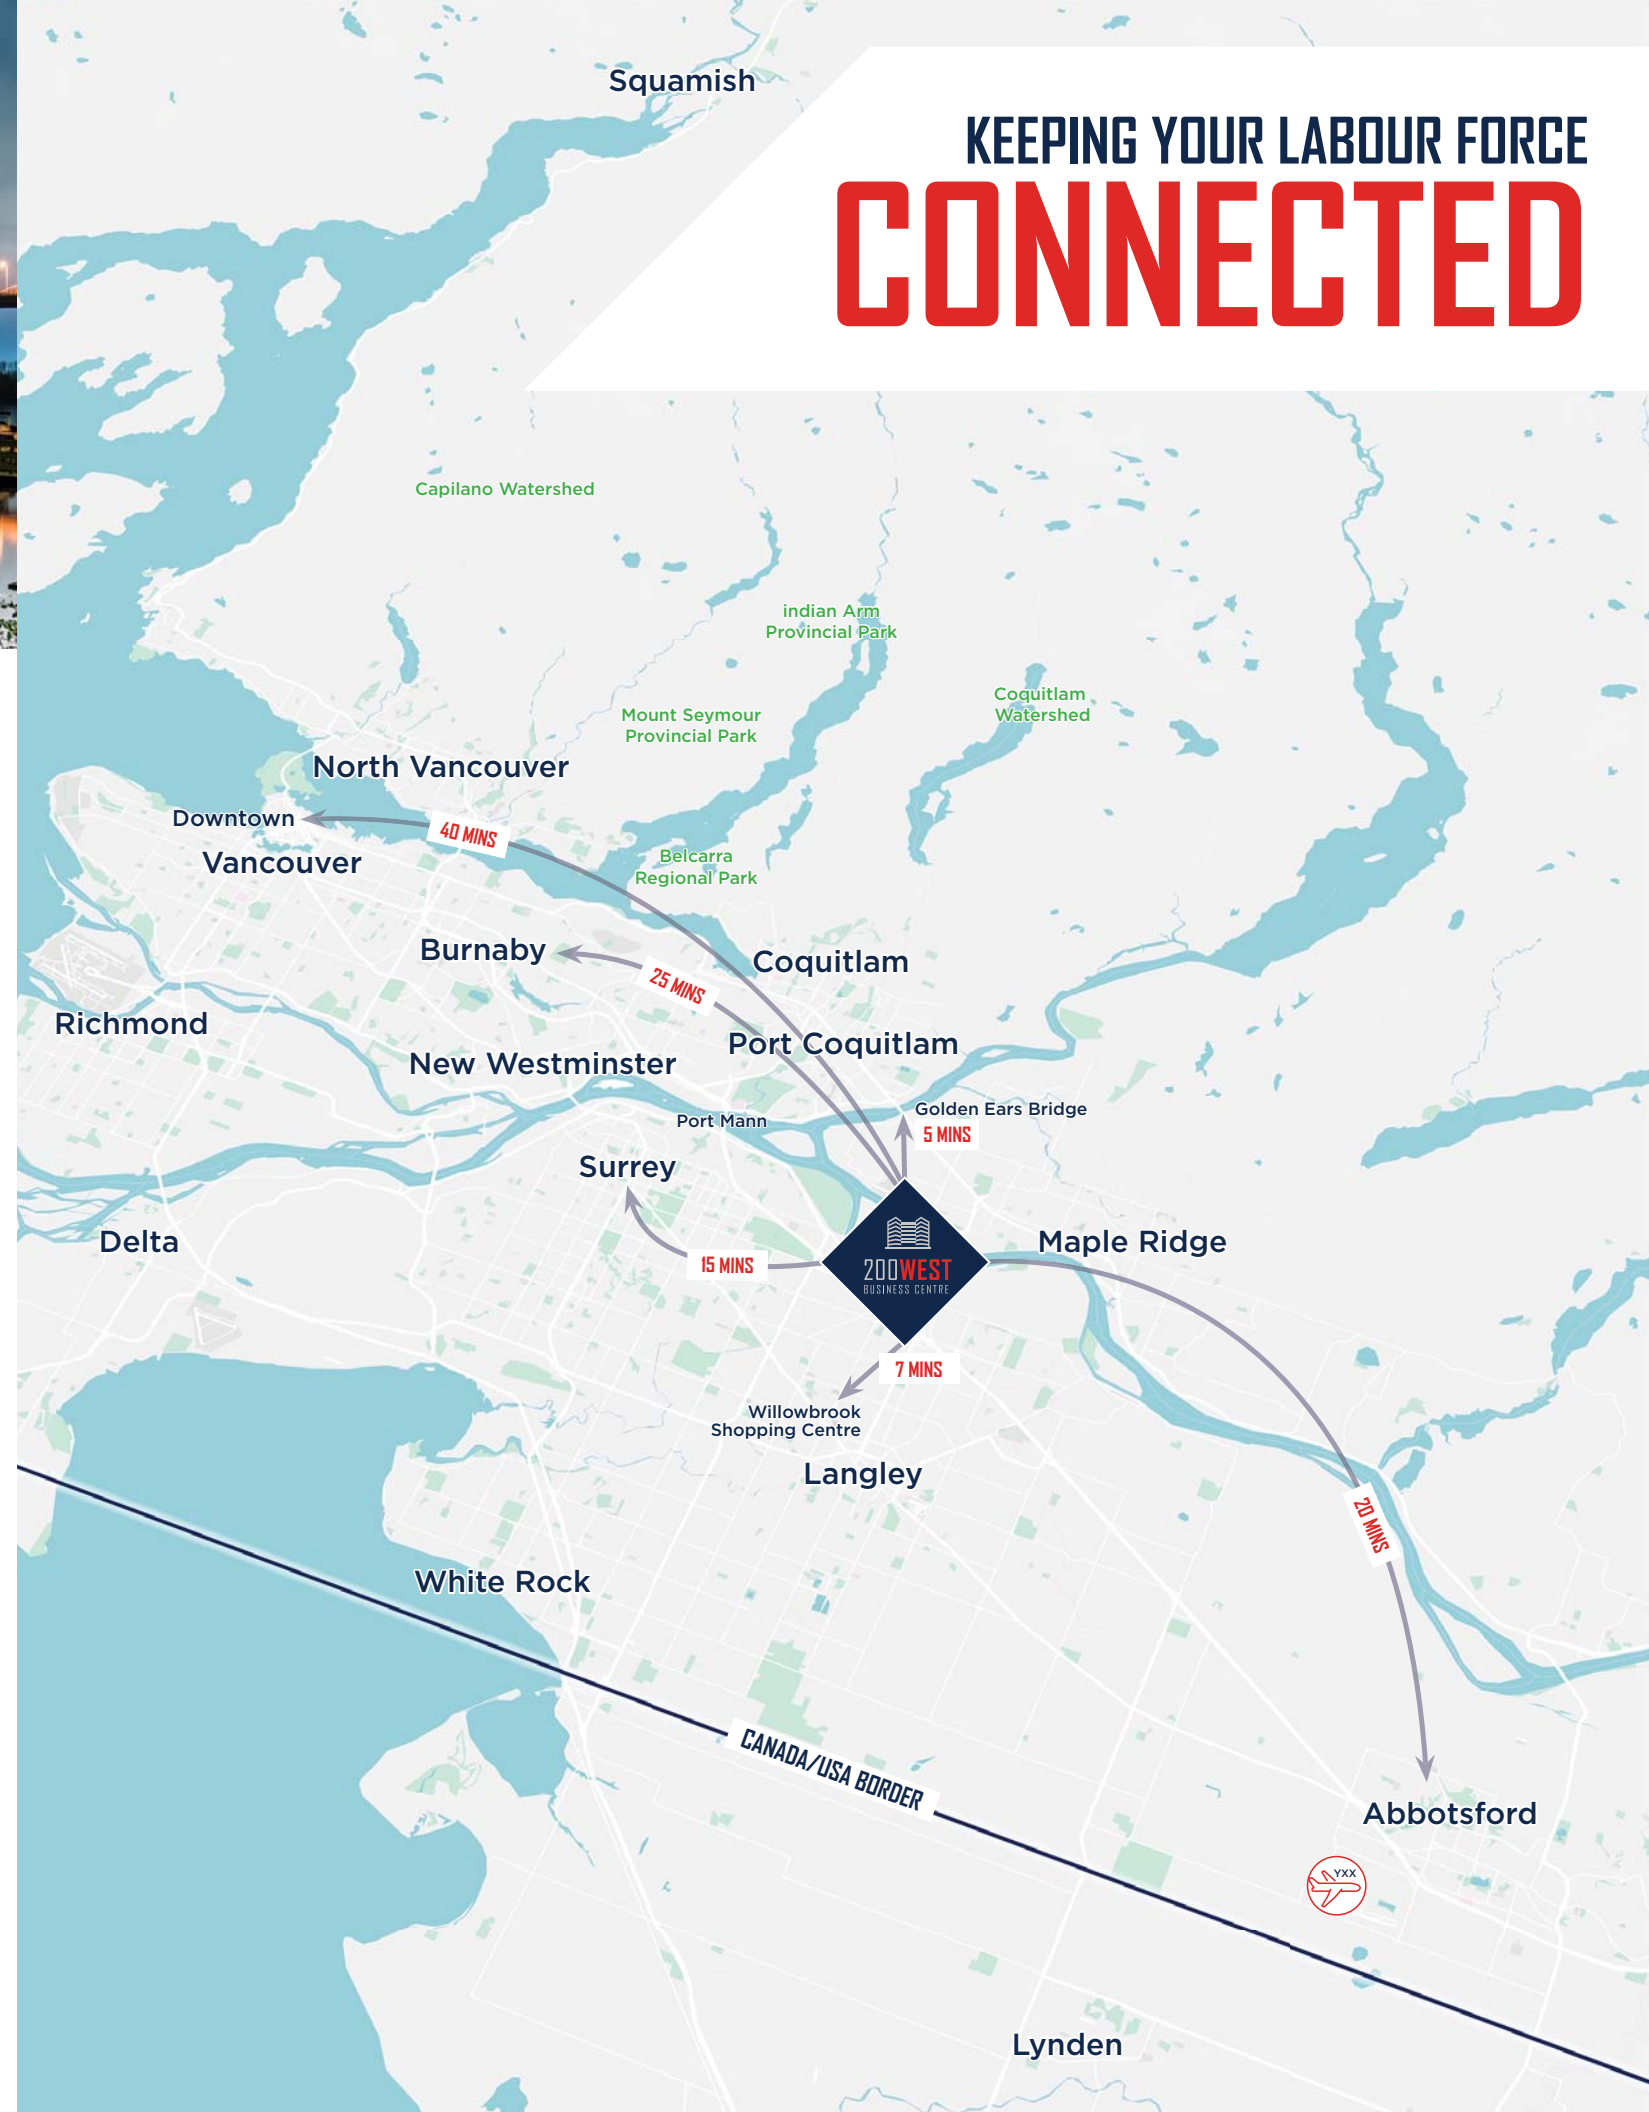 Squamish
KEEPING YOUR LABOUR FORCE
CONNECTED
Capilano Watershed
indian Arm
Provincial Park
Coquitlam
Watershed
Mount Seymour
Provincial Park
North Vancouver
Downtown
40 MINS
Vancouver
Belcarra
Regional Park
Burnaby
25 MINS
Coquitlam
Richmond
Port Coquitlam
New Westminster
Golden Ears Bridge
5 MINS
Port Mann
Surrey
Delta
Maple Ridge
15 MINS
200WEST
BUSINESS CENTRE
7 MINS
Willowbrook
Shopping Centre
Langley
20 MINS
White Rock
CANADA/USA BORDER
Abbotsford
YXX
Lynden